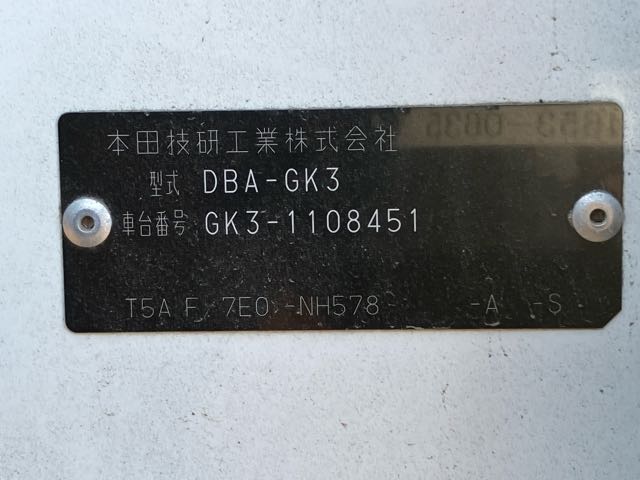 本田技研工業株式会社
型式 DBA-GK3
車台番号 GK3-1108451
T5A F 7E0 -NH578 -A -S